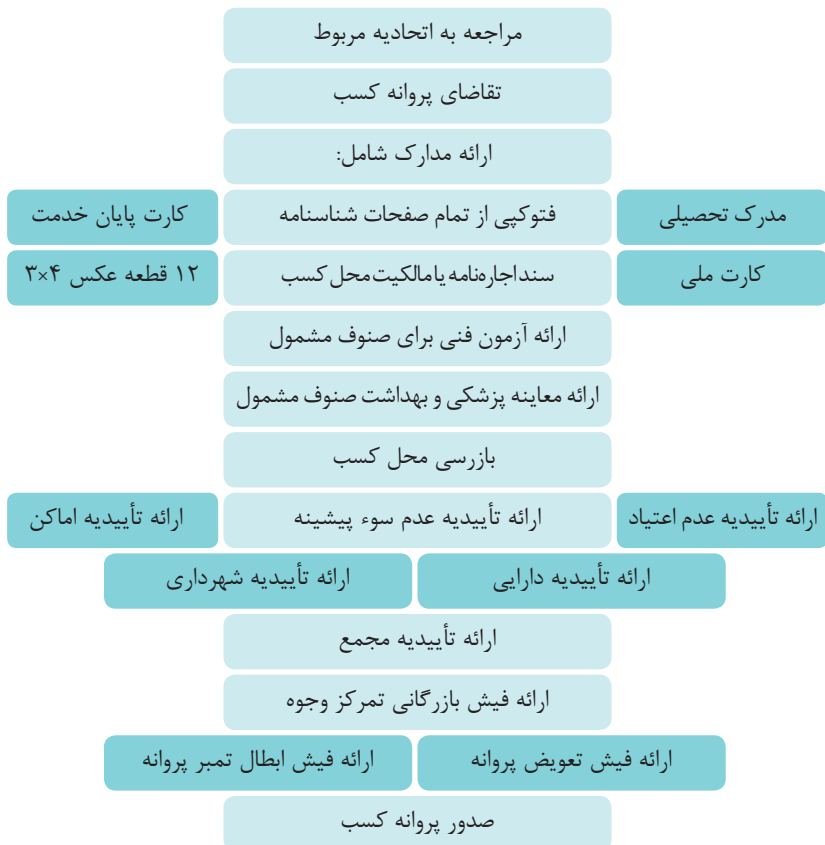 مراجعه به اتحادیه مربوط
تقاضای پروانه کسب
ارائه مدارک شامل:
مدرک تحصیلی
فتوکپی از تمام صفحات شناسنامه
کارت پایان خدمت
کارت ملی
سند اجاره‌نامه یا مالکیت محل کسب
۱۲ قطعه عکس ۴×۳
ارائه آزمون فنی برای صنوف مشمول
ارائه معاینه پزشکی و بهداشت صنوف مشمول
بازرسی محل کسب
ارائه تأییدیه عدم اعتیاد
ارائه تأییدیه عدم سوء پیشینه
ارائه تأییدیه اماکن
ارائه تأییدیه دارایی
ارائه تأییدیه شهرداری
ارائه تأییدیه مجمع
ارائه فیش بازرگانی تمرکز وجوه
ارائه فیش تعویض پروانه
ارائه فیش ابطال تمبر پروانه
صدور پروانه کسب